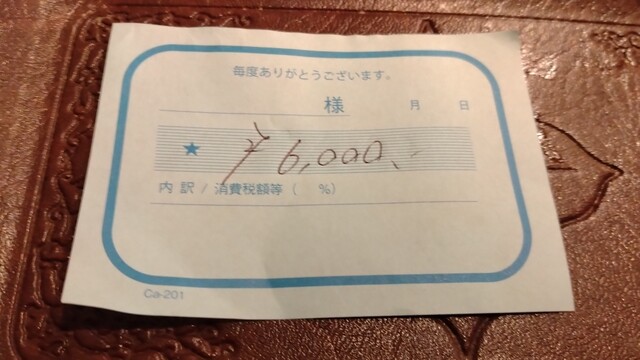 毎度ありがとうございます。
様 月 日
★ ¥6,000.-
内 訳 / 消費税額等 ( %)
Ca-201